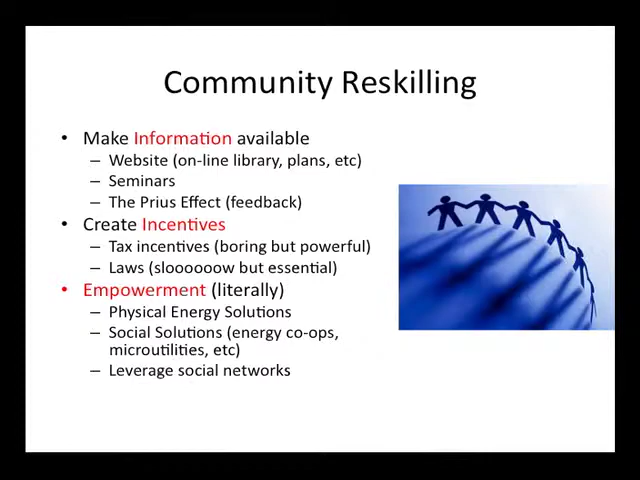 Community Reskilling
• Make Information available
– Website (on-line library, plans, etc)
– Seminars
– The Prius Effect (feedback)
• Create Incentives
– Tax incentives (boring but powerful)
– Laws (sloooooow but essential)
• Empowerment (literally)
– Physical Energy Solutions
– Social Solutions (energy co-ops,
microutilities, etc)
– Leverage social networks